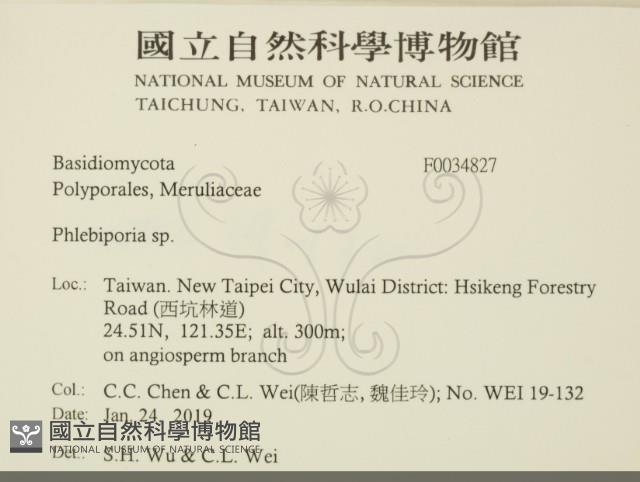 國立自然科學博物館
NATIONAL MUSEUM OF NATURAL SCIENCE
TAICHUNG, TAIWAN, R.O.CHINA
Basidiomycota F0034827
Polyporales, Meruliaceae
Phlebiporia sp.
Loc.: Taiwan. New Taipei City, Wulai District: Hsikeng Forestry
Road (西坑林道)
24.51N, 121.35E; alt. 300m;
on angiosperm branch
Col.: C.C. Chen & C.L. Wei(陳哲志, 魏佳玲); No. WEI 19-132
Date: Jan. 24, 2019
國立自然科學博物館
NATIONAL MUSEUM OF NATURAL SCIENCE
Det.: S.H. Wu & C.L. Wei